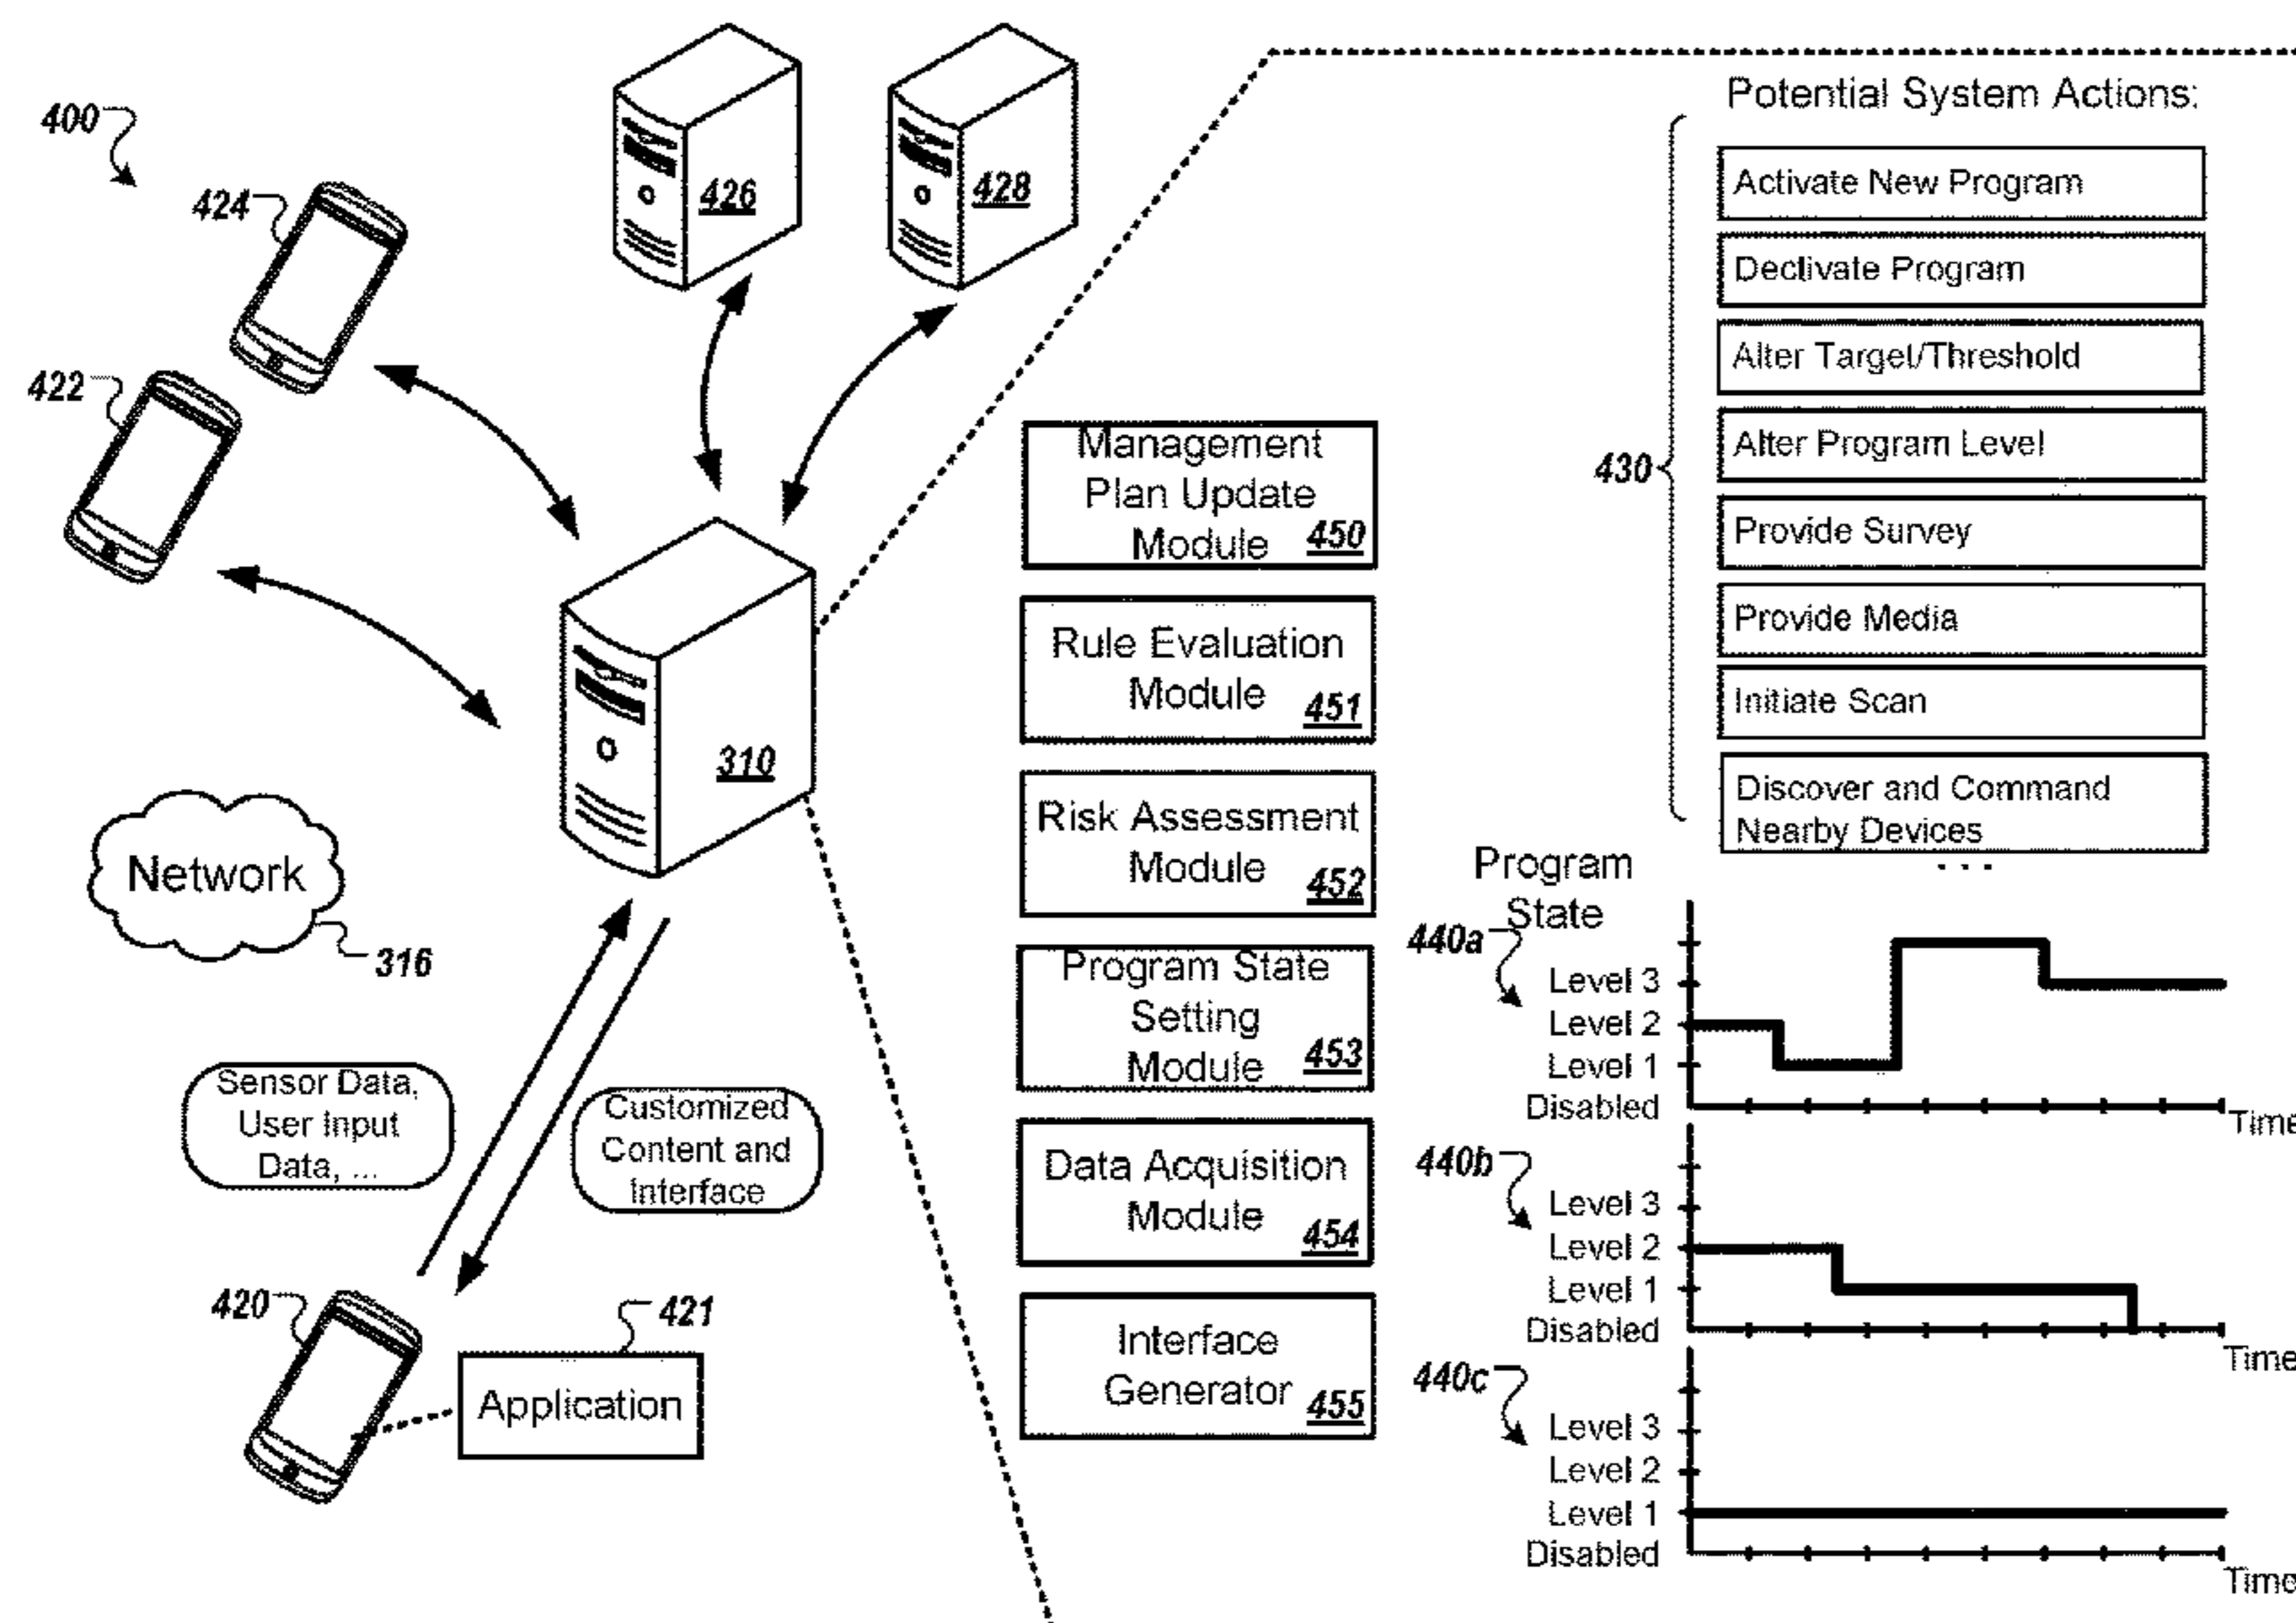 400
424
422
426
428
310
Network
316
Sensor Data,
User Input
Data, ...
Customized
Content and
Interface
420
421
Application
Management
Plan Update
Module 450
Rule Evaluation
Module 451
Risk Assessment
Module 452
Program State
Setting
Module 453
Data Acquisition
Module 454
Interface
Generator 455
Potential System Actions:
430
Activate New Program
Dectivate Program
Alter Target/Threshold
Alter Program Level
Provide Survey
Provide Media
Initiate Scan
Discover and Command
Nearby Devices
...
Program
State
440a
Level 3
Level 2
Level 1
Disabled
Time
440b
Level 3
Level 2
Level 1
Disabled
Time
440c
Level 3
Level 2
Level 1
Disabled
Time